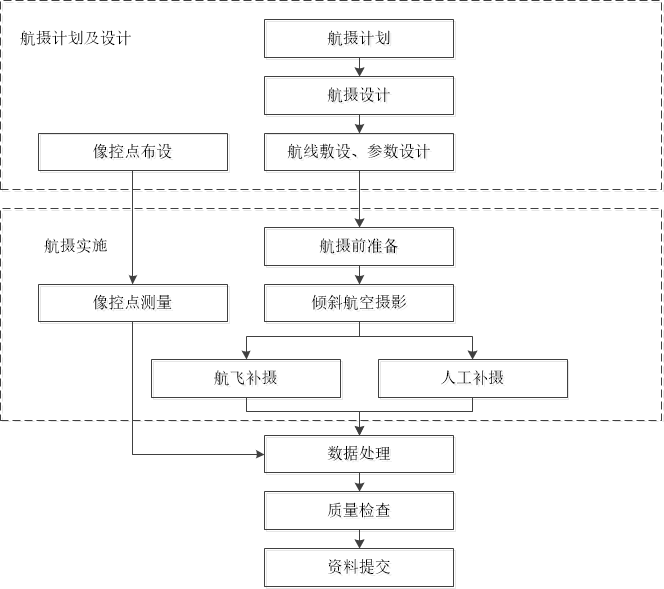 航摄计划及设计
航摄计划
航摄设计
像控点布设
航线敷设、参数设计
航摄实施
航摄前准备
像控点测量
倾斜航空摄影
航飞补摄
人工补摄
数据处理
质量检查
资料提交